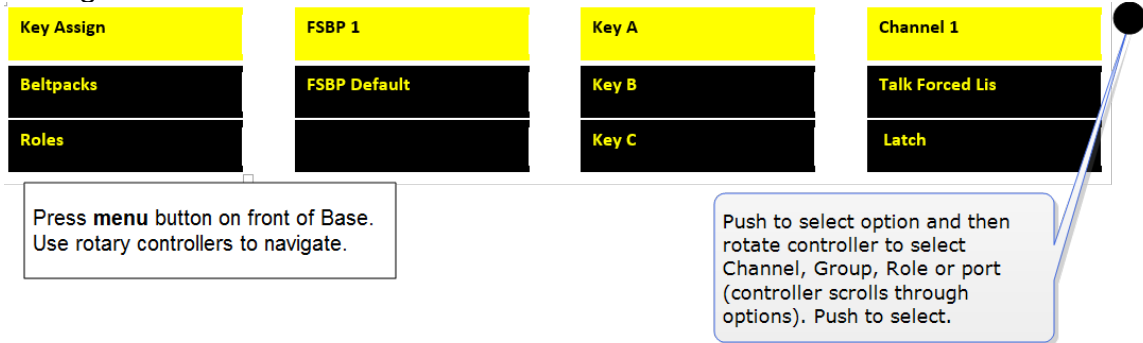 Key Assign FSBP 1 Key A Channel 1
Beltpacks FSBP Default Key B Talk Forced Lis
Roles Key C Latch
Press menu button on front of Base.
Use rotary controllers to navigate.
Push to select option and then
rotate controller to select
Channel, Group, Role or port
(controller scrolls through
options). Push to select.